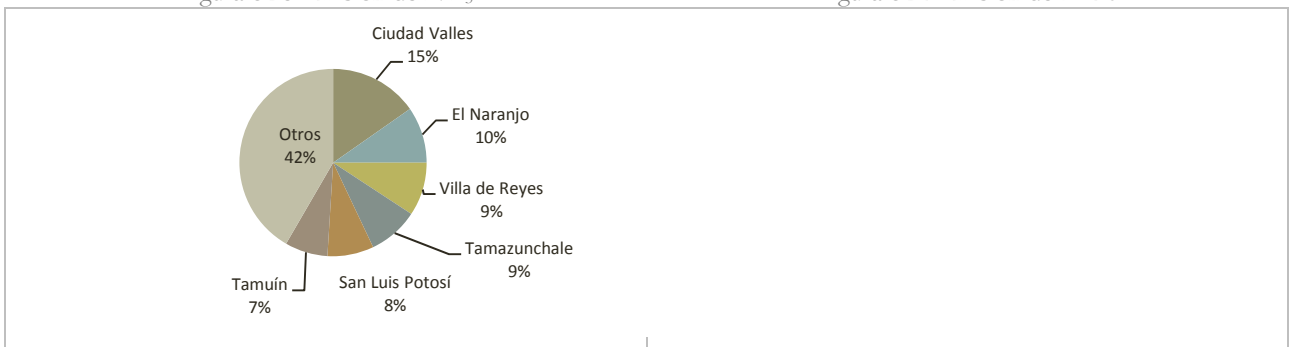 Ciudad Valles
15%
El Naranjo
10%
Otros
42%
Villa de Reyes
9%
Tamazunchale
9%
San Luis Potosí
8%
Tamuín
7%